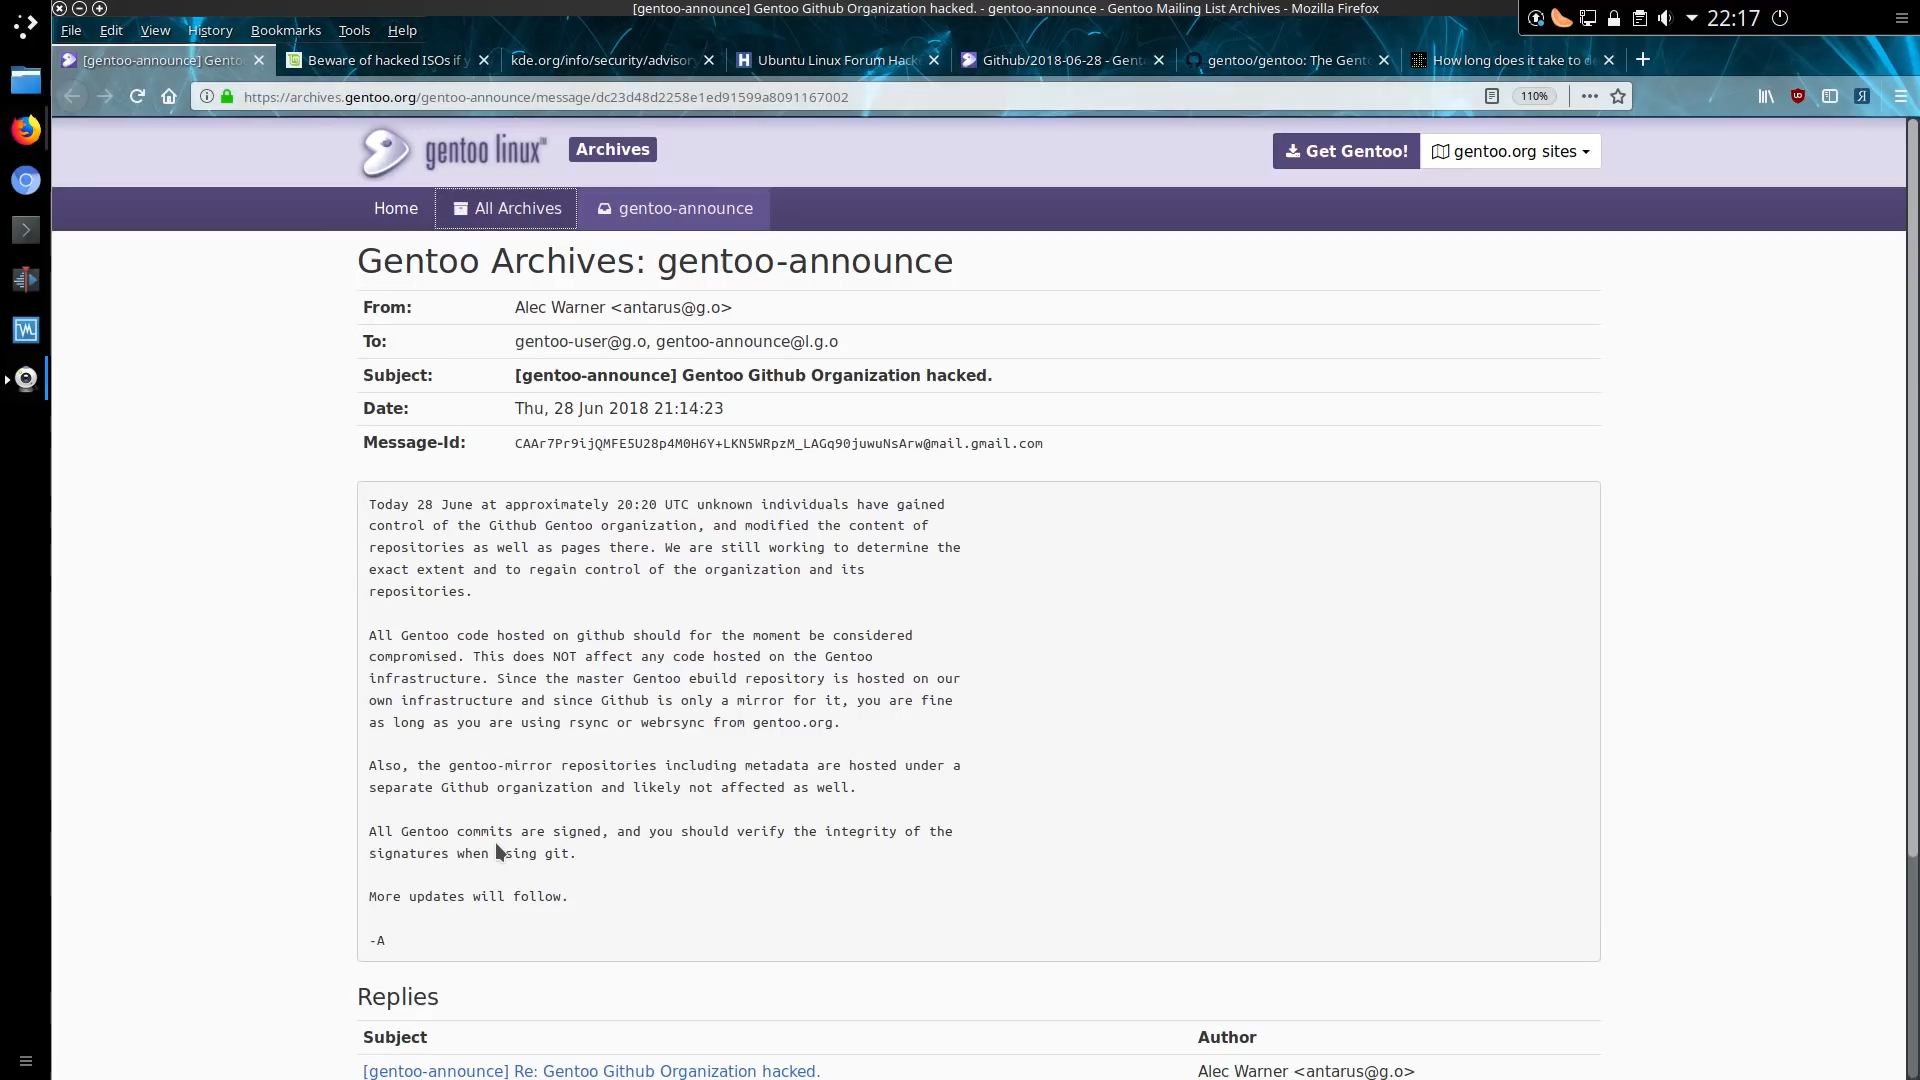 [gentoo-announce] Gentoo Github Organization hacked. - gentoo-announce - Gentoo Mailing List Archives - Mozilla Firefox
22:17
File Edit View History Bookmarks Tools Help
[gentoo-announce] Gento
Beware of hacked ISOs if y
kde.org/info/security/advisor
Ubuntu Linux Forum Hack
Github/2018-06-28 - Gent
gentoo/gentoo: The Gent
How long does it take to d
https://archives.gentoo.org/gentoo-announce/message/dc23d48d2258e1ed91599a8091167002
110%
gentoo linux™ Archives
Get Gentoo!
gentoo.org sites
Home All Archives gentoo-announce
Gentoo Archives: gentoo-announce
From: Alec Warner <antarus@g.o>
To: gentoo-user@g.o, gentoo-announce@l.g.o
Subject: [gentoo-announce] Gentoo Github Organization hacked.
Date: Thu, 28 Jun 2018 21:14:23
Message-Id: CAAr7Pr9ijQMFE5U28p4M0H6Y+LKN5WRpzM_LAGq90juwuNsArw@mail.gmail.com
Today 28 June at approximately 20:20 UTC unknown individuals have gained
control of the Github Gentoo organization, and modified the content of
repositories as well as pages there. We are still working to determine the
exact extent and to regain control of the organization and its
repositories.
All Gentoo code hosted on github should for the moment be considered
compromised. This does NOT affect any code hosted on the Gentoo
infrastructure. Since the master Gentoo ebuild repository is hosted on our
own infrastructure and since Github is only a mirror for it, you are fine
as long as you are using rsync or webrsync from gentoo.org.
Also, the gentoo-mirror repositories including metadata are hosted under a
separate Github organization and likely not affected as well.
All Gentoo commits are signed, and you should verify the integrity of the
signatures when using git.
More updates will follow.
-A
Replies
Subject Author
[gentoo-announce] Re: Gentoo Github Organization hacked. Alec Warner <antarus@g.o>